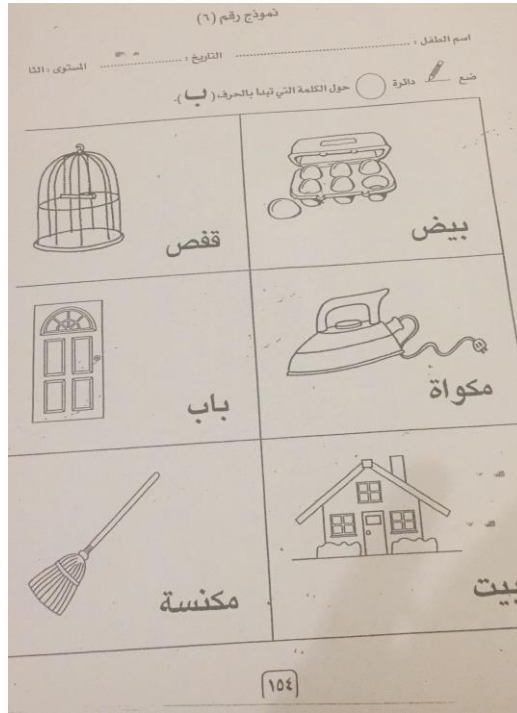 نموذج رقم (٦)
اسم الطفل : .......................... التاريخ : .......................... المستوى : الثا
ضع دائرة حول الكلمة التي تبدأ بالحرف ( ب ).
بيض
قفص
مكواة
باب
بيت
مكنسة
١٥٤